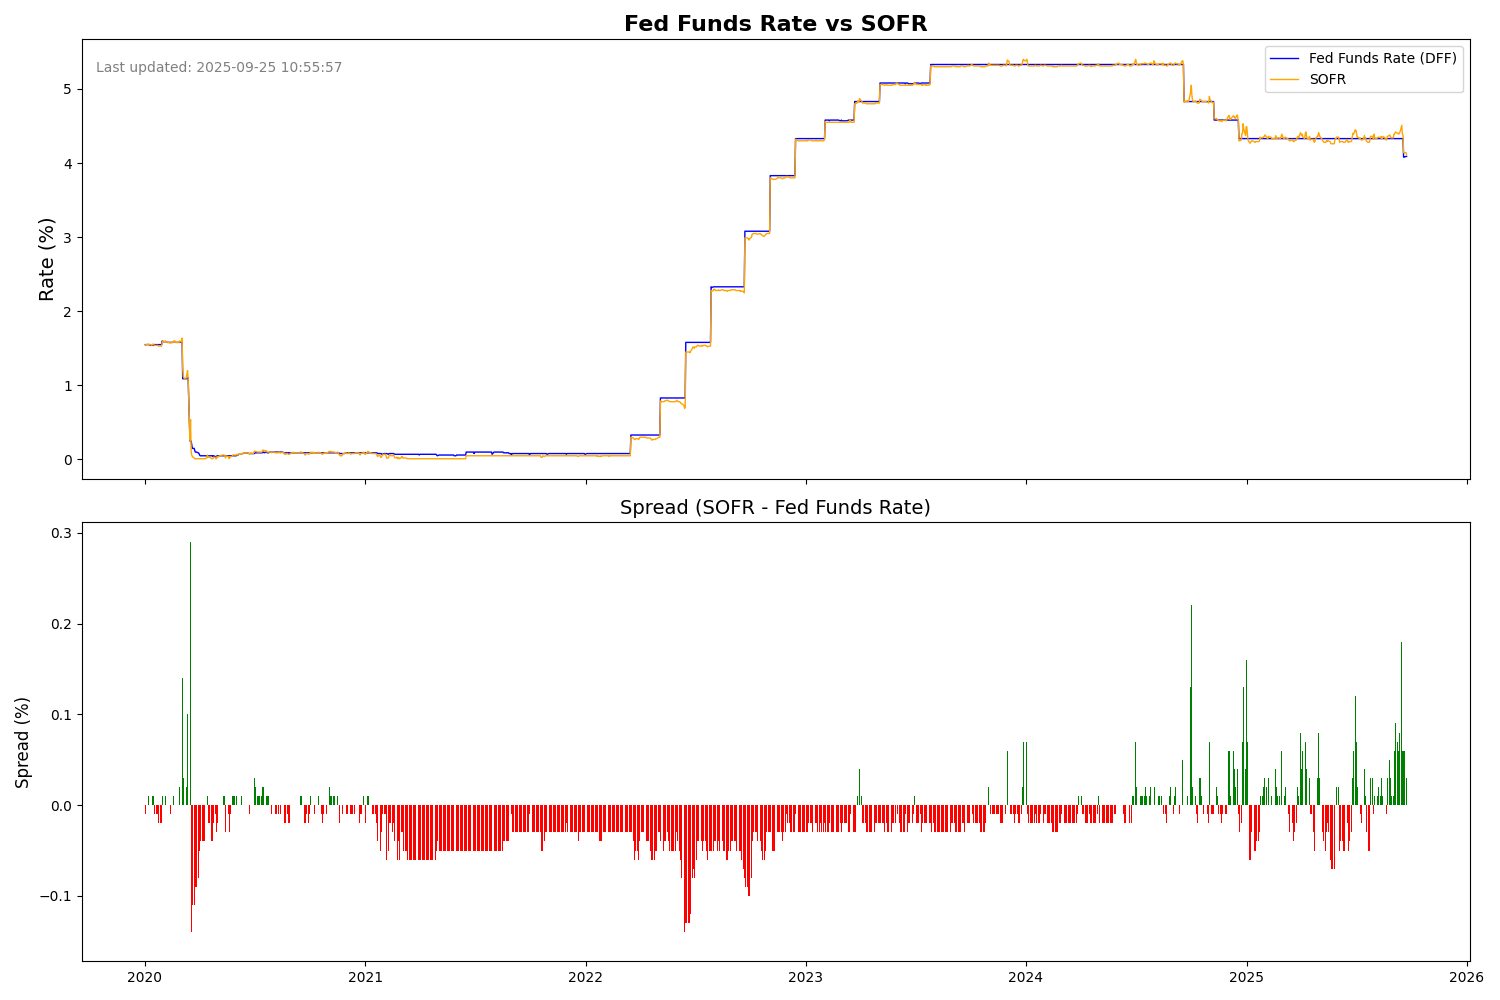 Fed Funds Rate vs SOFR
Last updated: 2025-09-25 10:55:57
Fed Funds Rate (DFF)
SOFR
Rate (%)
5
4
3
2
1
0
Spread (SOFR - Fed Funds Rate)
Spread (%)
0.3
0.2
0.1
0.0
−0.1
2020 2021 2022 2023 2024 2025 2026